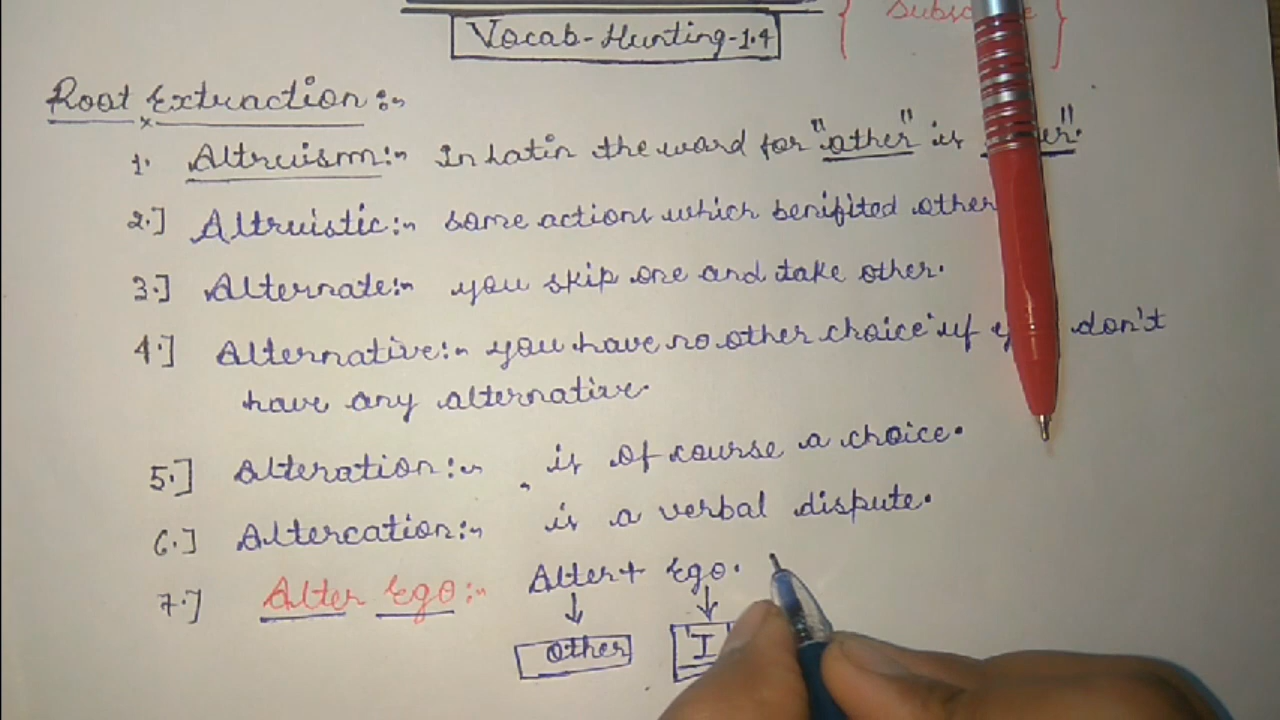 Vocab-Hunting-1.4
Root Extraction:-
1. Altruism:- In Latin the word for "other" is
2.] Altruistic:- some actions which benifited other
3.] Alternate:- you skip one and take other.
4.] Alternative:- you have no other choice if don't
have any alternative.
5.] Alteration:- is of course a choice.
6.] Altercation:- is a verbal dispute.
7.] Alter Ego:- Alter + Ego.
Other I